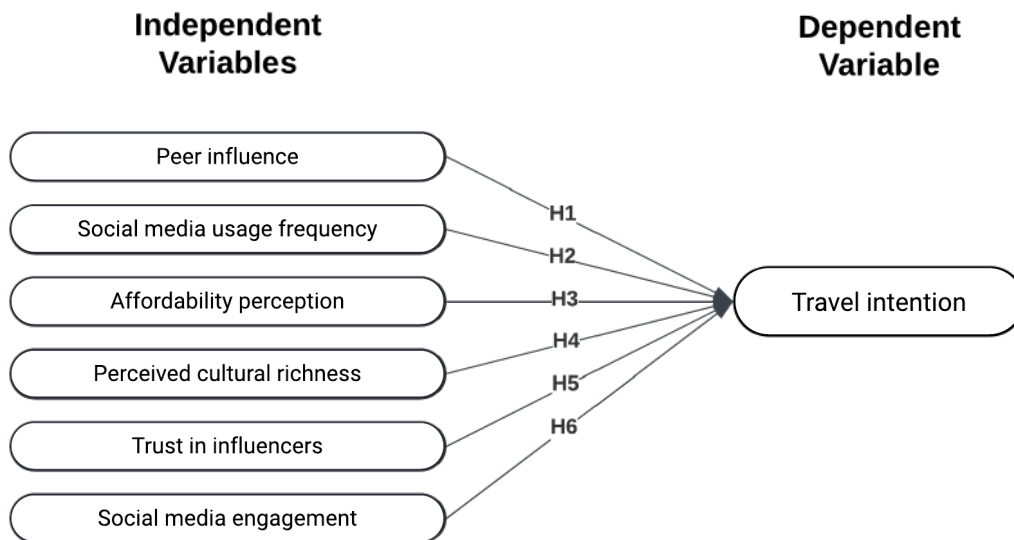 Independent
Variables
Dependent
Variable
Peer influence
Social media usage frequency
Affordability perception
Perceived cultural richness
Trust in influencers
Social media engagement
H1
H2
H3
H4
H5
H6
Travel intention